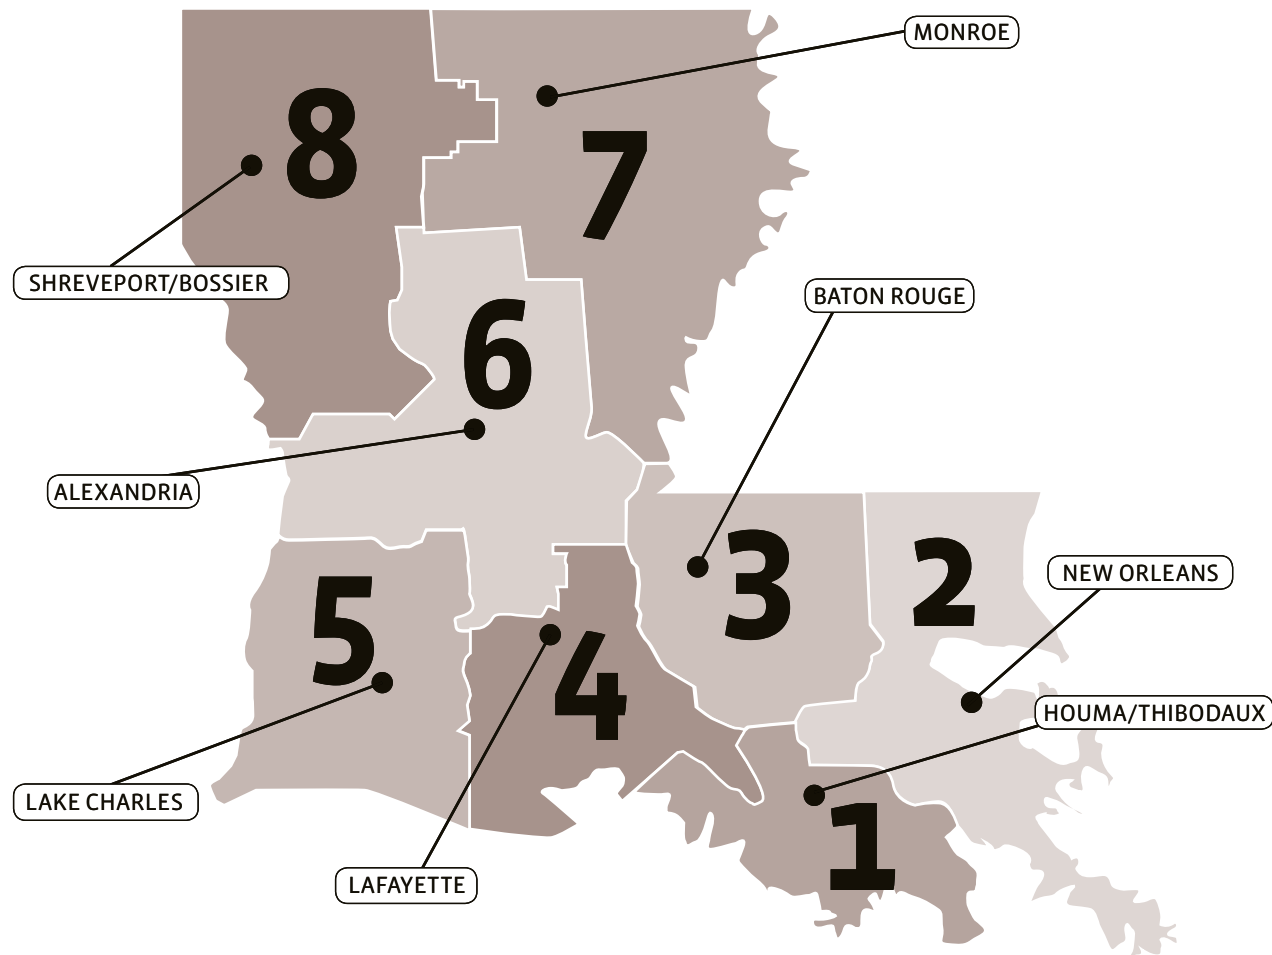 MONROE
8
7
SHREVEPORT/BOSSIER
BATON ROUGE
6
ALEXANDRIA
3
2
NEW ORLEANS
5
4
HOUMA/THIBODAUX
LAKE CHARLES
1
LAFAYETTE